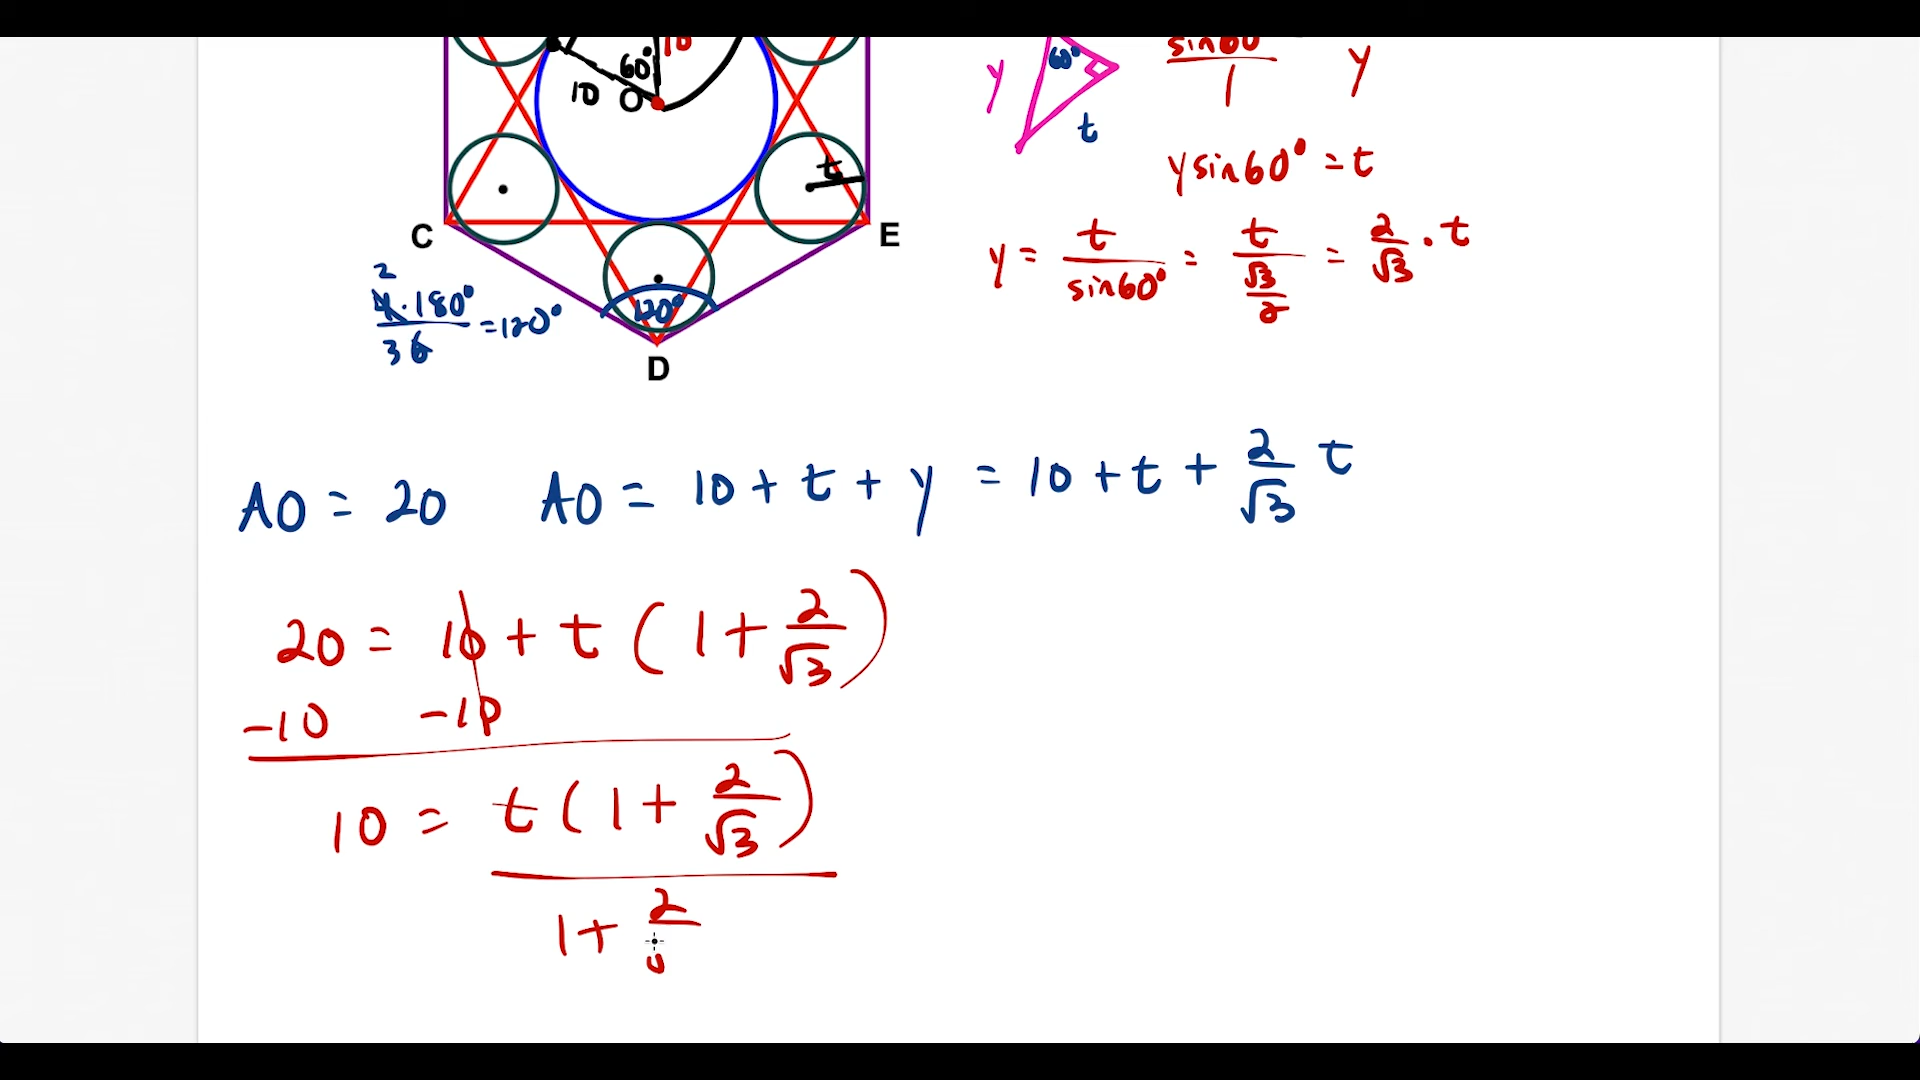 60° 10
10 O
t
C
E
120°
D
2
4·180°
36
=120°
60°
y
t
sin60
1
y
ysin60° = t
y = t/sin60° = t/(√3/2) = 2/√3 · t
AO = 20 AO = 10 + t + y = 10 + t + 2/√3 t
20 = 10 + t (1 + 2/√3)
-10 -10
10 = t (1 + 2/√3)
1 + 2